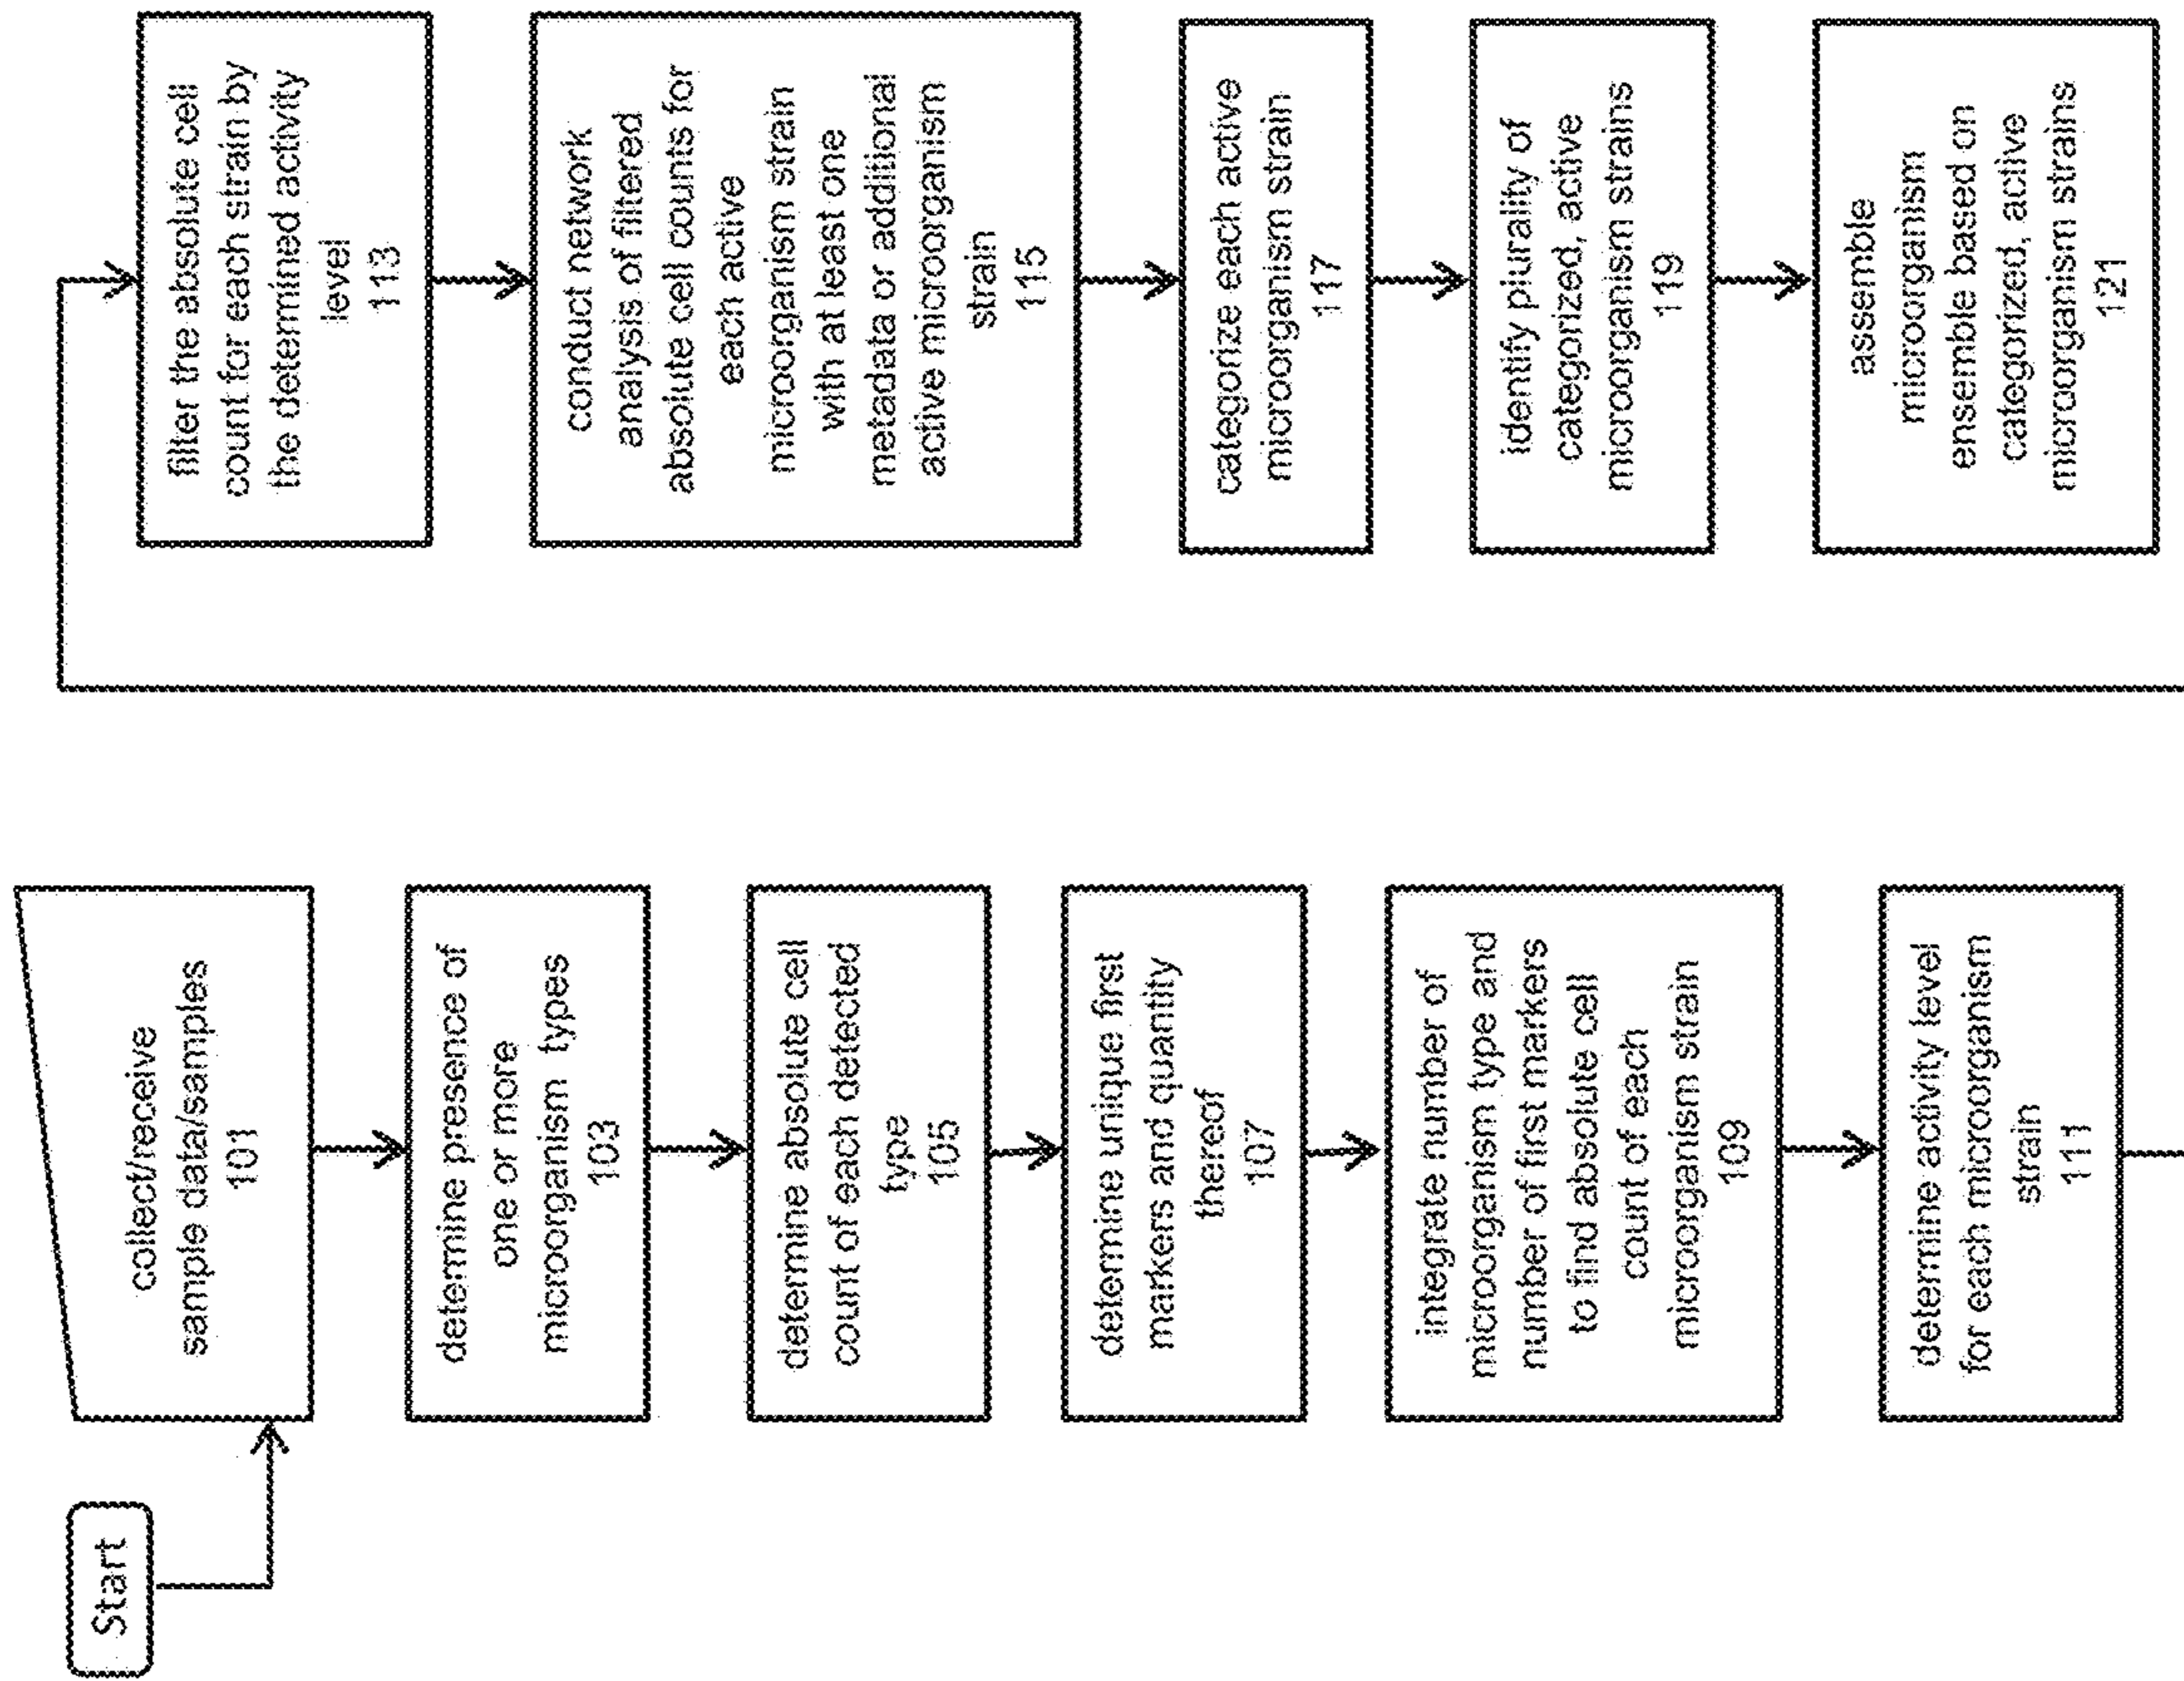 Start
collect/receive
sample data/samples
101
determine presence of
one or more
microorganism types
103
determine absolute cell
count of each detected
type
105
determine unique first
markers and quantity
thereof
107
integrate number of
microorganism type and
number of first markers
to find absolute cell
count of each
microorganism strain
109
determine activity level
for each microorganism
strain
111
filter the absolute cell
count for each strain by
the determined activity
level
113
conduct network
analysis of filtered
absolute cell counts for
each active
microorganism strain
with at least one
metadata or additional
active microorganism
strain
115
categorize each active
microorganism strain
117
identify plurality of
categorized, active
microorganism strains
119
assemble
microorganism
ensemble based on
categorized, active
microorganism strains
121